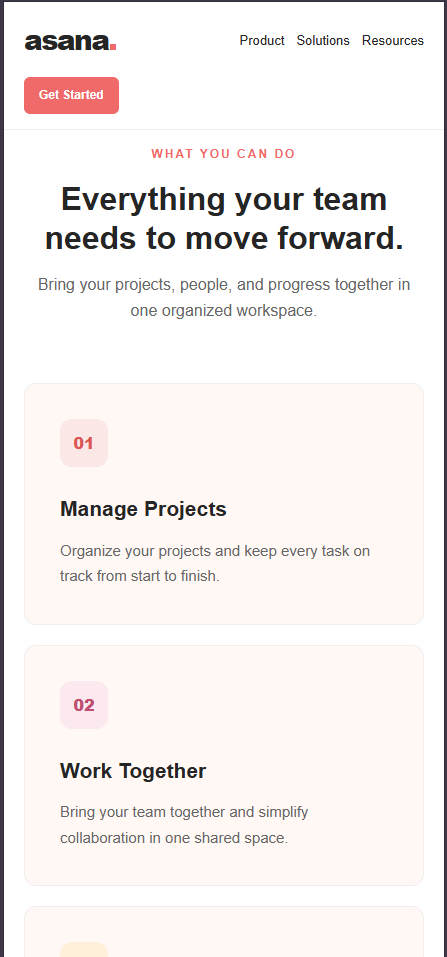 asana.
Product Solutions Resources
Get Started
WHAT YOU CAN DO
Everything your team
needs to move forward.
Bring your projects, people, and progress together in
one organized workspace.
01
Manage Projects
Organize your projects and keep every task on
track from start to finish.
02
Work Together
Bring your team together and simplify
collaboration in one shared space.